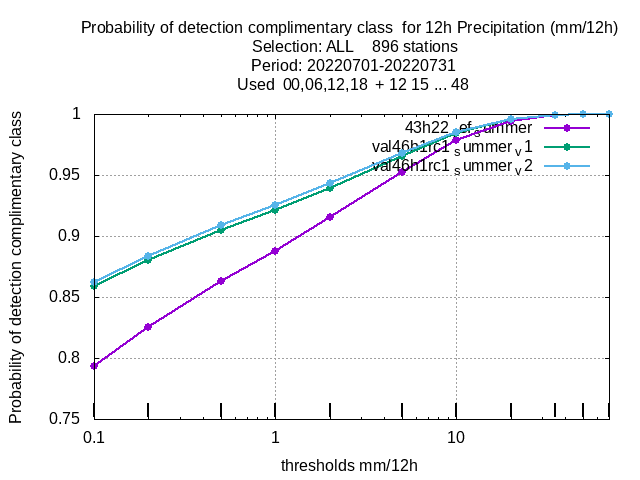 Probability of detection complimentary class for 12h Precipitation (mm/12h)
Selection: ALL 896 stations
Period: 20220701-20220731
Used 00,06,12,18 + 12 15 ... 48
Probability of detection complimentary class
1
0.95
0.9
0.85
0.8
0.75
43h22_ref_summer
val46h1rc1_summer_v1
val46h1rc1_summer_v2
0.1
1
10
thresholds mm/12h